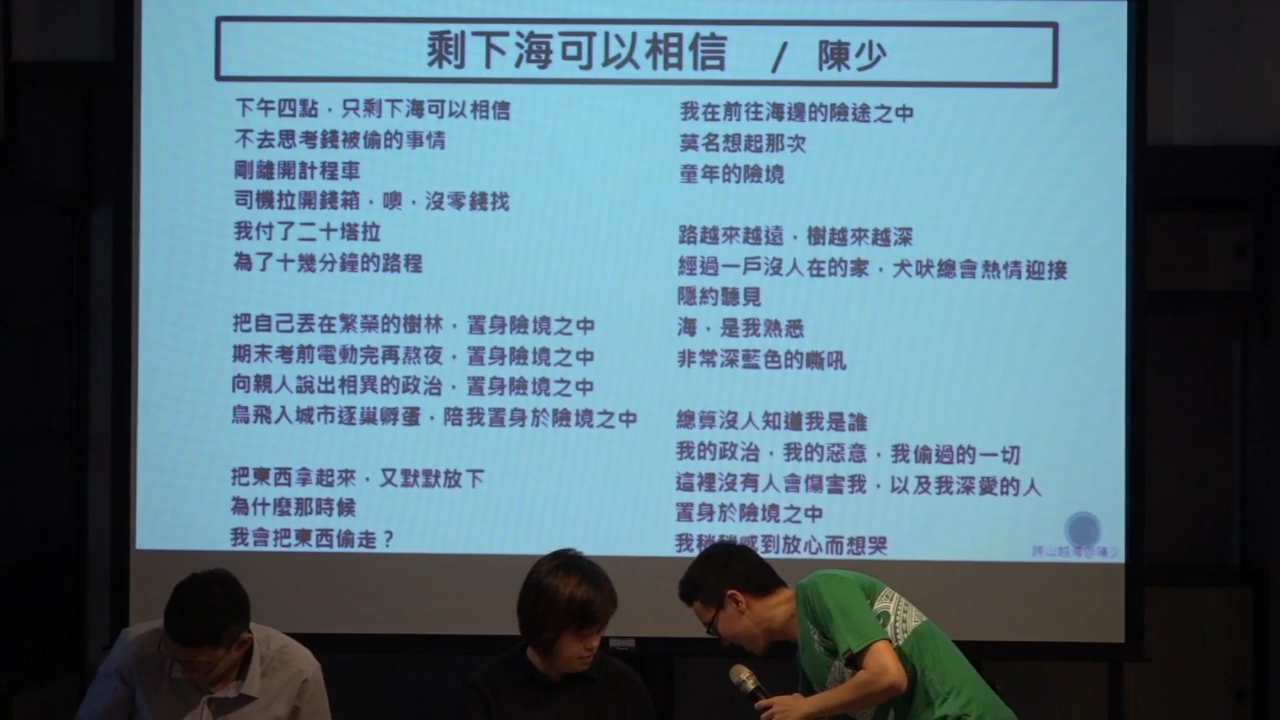 剩下海可以相信 / 陳少
下午四點，只剩下海可以相信
不去思考錢被偷的事情
剛離開計程車
司機拉開錢箱，噢，沒零錢找
我付了二十塔拉
為了十幾分鐘的路程
把自己丟在繁榮的樹林，置身險境之中
期末考前電動完再熬夜，置身險境之中
向親人說出相異的政治，置身險境之中
鳥飛入城市逐巢孵蛋，陪我置身於險境之中
把東西拿起來，又默默放下
為什麼那時候
我會把東西偷走？
我在前往海邊的險途之中
莫名想起那次
童年的險境
路越來越遠，樹越來越深
經過一戶沒人在的家，犬吠總會熱情迎接
隱約聽見
海，是我熟悉
非常深藍色的嘶吼
總算沒人知道我是誰
我的政治，我的惡意，我偷過的一切
這裡沒有人會傷害我，以及我深愛的人
置身於險境之中
我稍稍感到放心而想哭
跨山越海@陳少